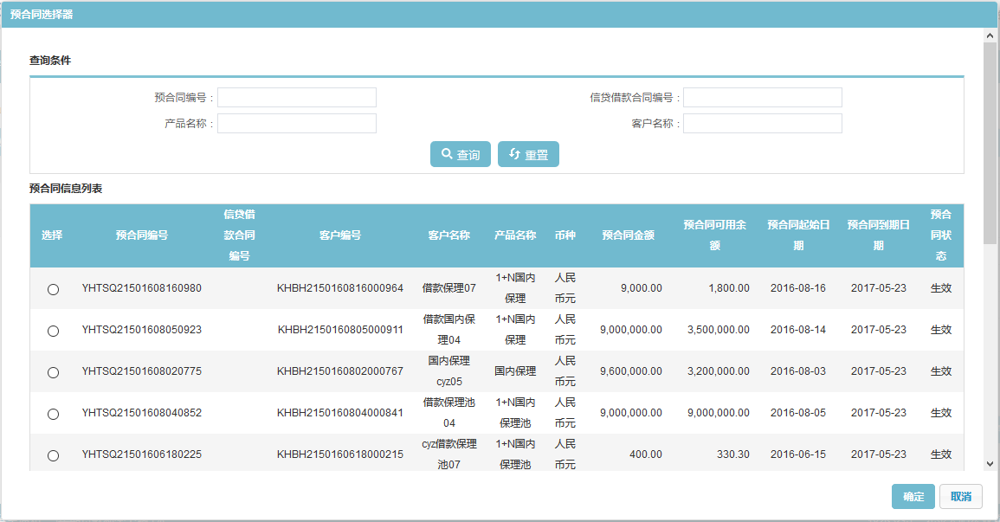 预合同选择器
查询条件
预合同编号：
信贷借款合同编号：
产品名称：
客户名称：
查询 重置
预合同信息列表
选择 预合同编号 信贷借款合同编号 客户编号 客户名称 产品名称 币种 预合同金额 预合同可用余额 预合同起始日期 预合同到期日期 预合同状态
YHTSQ21501608160980 KHBH2150160816000964 借款保理07 1+N国内保理 人民币元 9,000.00 1,800.00 2016-08-16 2017-05-23 生效
YHTSQ21501608050923 KHBH2150160805000911 借款国内保理04 1+N国内保理 人民币元 9,000,000.00 3,500,000.00 2016-08-14 2017-05-23 生效
YHTSQ21501608020775 KHBH2150160802000767 国内保理cyz05 国内保理 人民币元 9,600,000.00 3,200,000.00 2016-08-03 2017-05-23 生效
YHTSQ21501608040852 KHBH2150160804000841 借款保理池04 1+N国内保理池 人民币元 9,000,000.00 9,000,000.00 2016-08-05 2017-05-23 生效
YHTSQ21501606180225 KHBH2150160618000215 cyz借款保理池07 1+N国内保理池 人民币元 400.00 330.30 2016-06-15 2017-05-23 生效
确定 取消